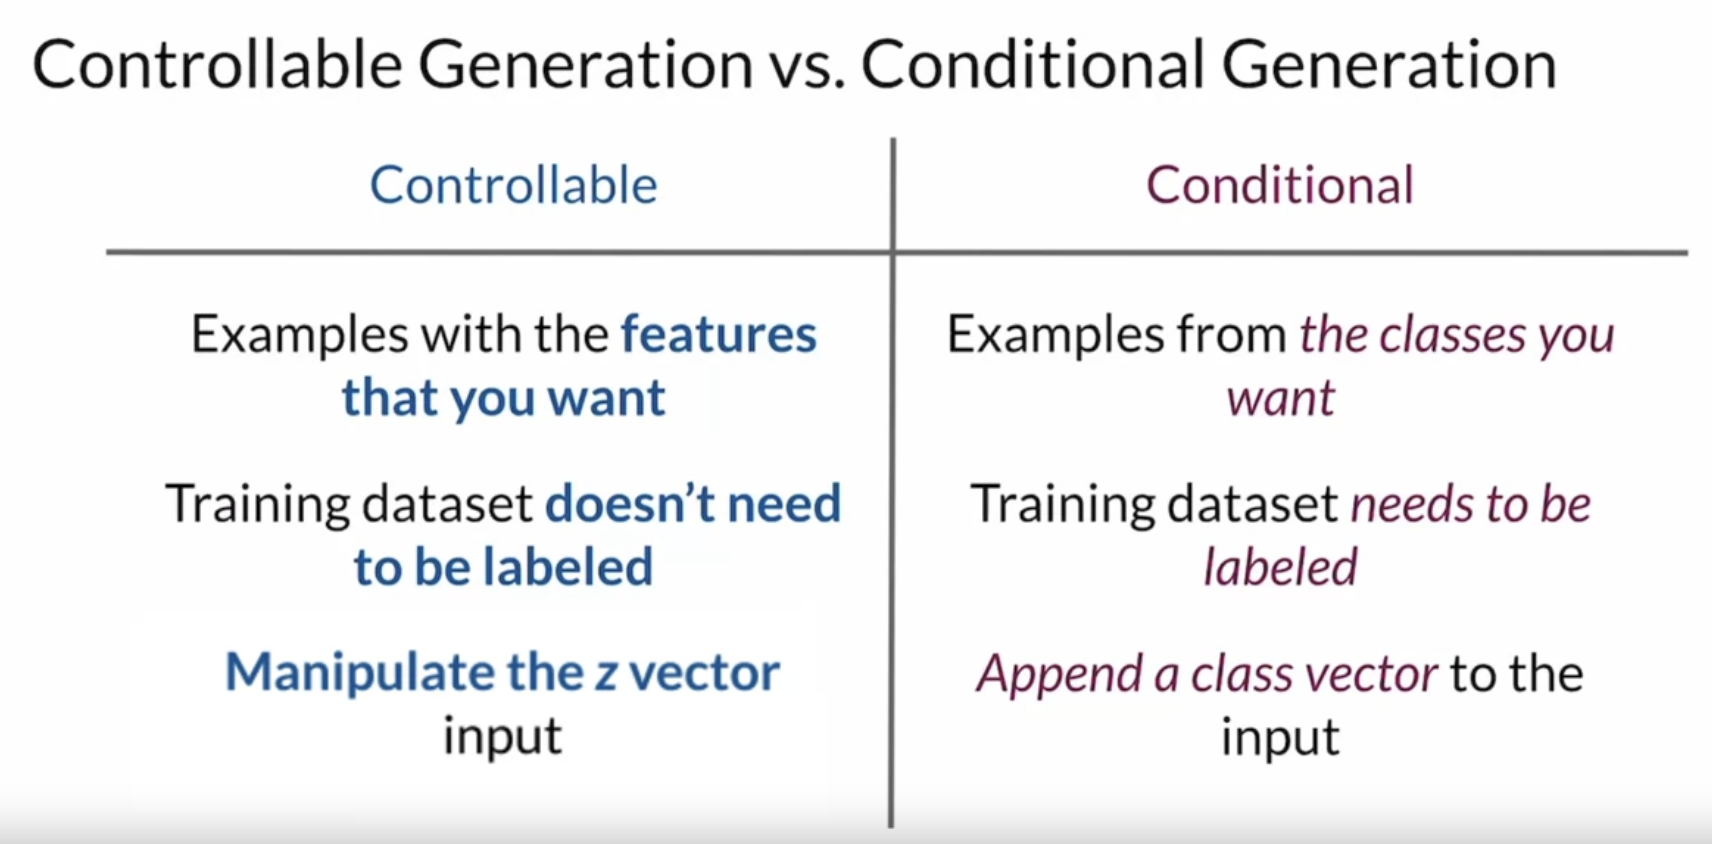 Controllable Generation vs. Conditional Generation
Controllable
Conditional
Examples with the features
that you want
Examples from the classes you
want
Training dataset doesn’t need
to be labeled
Training dataset needs to be
labeled
Manipulate the z vector
input
Append a class vector to the
input